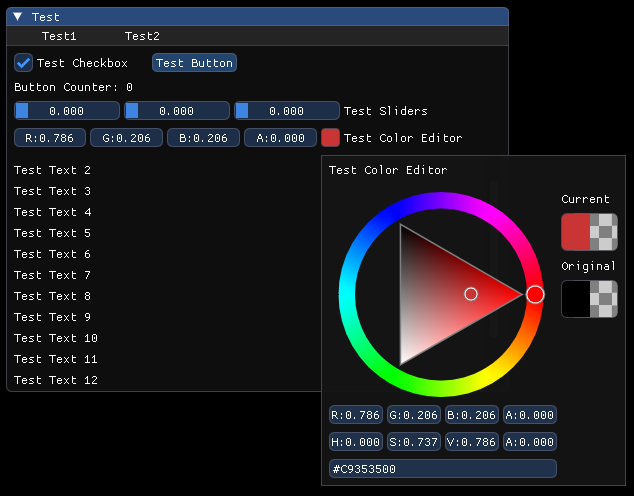 Test
Test1 Test2
Test Checkbox Test Button
Button Counter: 0
0.000 0.000 0.000 Test Sliders
R:0.786 G:0.206 B:0.206 A:0.000 Test Color Editor
Test Text 2
Test Text 3
Test Text 4
Test Text 5
Test Text 6
Test Text 7
Test Text 8
Test Text 9
Test Text 10
Test Text 11
Test Text 12
Test Color Editor
Current
Original
R:0.786 G:0.206 B:0.206 A:0.000
H:0.000 S:0.737 V:0.786 A:0.000
#C9353500